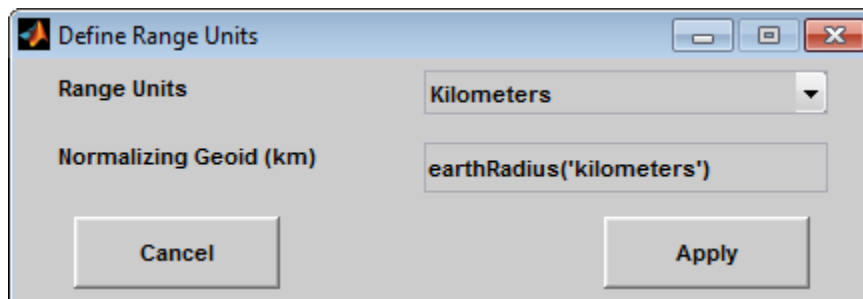 Define Range Units
Range Units
Kilometers
Normalizing Geoid (km)
earthRadius('kilometers')
Cancel
Apply